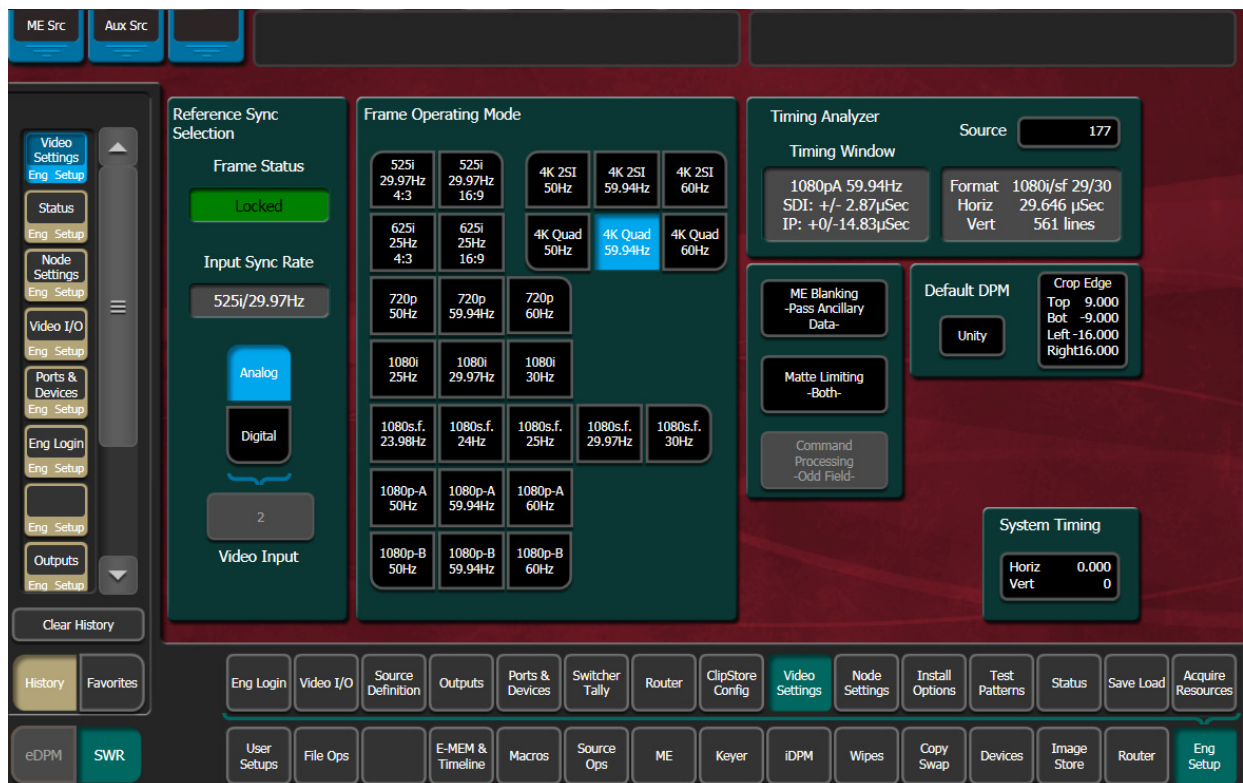 ME Src
Aux Src
Video
Settings
Eng Setup
Status
Eng Setup
Node
Settings
Eng Setup
Video I/O
Eng Setup
Ports &
Devices
Eng Setup
Eng Login
Eng Setup
Eng Setup
Outputs
Eng Setup
Clear History
History
Favorites
eDPM
SWR
Reference Sync
Selection
Frame Status
Locked
Input Sync Rate
525i/29.97Hz
Analog
Digital
2
Video Input
Frame Operating Mode
525i
29.97Hz
4:3
525i
29.97Hz
16:9
4K 2SI
50Hz
4K 2SI
59.94Hz
4K 2SI
60Hz
625i
25Hz
4:3
625i
25Hz
16:9
4K Quad
50Hz
4K Quad
59.94Hz
4K Quad
60Hz
720p
50Hz
720p
59.94Hz
720p
60Hz
1080i
25Hz
1080i
29.97Hz
1080i
30Hz
1080s.f.
23.98Hz
1080s.f.
24Hz
1080s.f.
25Hz
1080s.f.
29.97Hz
1080s.f.
30Hz
1080p-A
50Hz
1080p-A
59.94Hz
1080p-A
60Hz
1080p-B
50Hz
1080p-B
59.94Hz
1080p-B
60Hz
Timing Analyzer
Source 177
Timing Window
1080pA 59.94Hz
SDI: +/- 2.87µSec
IP: +0/-14.83µSec
Format 1080i/sf 29/30
Horiz 29.646 µSec
Vert 561 lines
ME Blanking
-Pass Ancillary
Data-
Matte Limiting
-Both-
Command
Processing
-Odd Field-
Default DPM
Unity
Crop Edge
Top 9.000
Bot -9.000
Left -16.000
Right16.000
System Timing
Horiz 0.000
Vert 0
Eng Login
Video I/O
Source
Definition
Outputs
Ports &
Devices
Switcher
Tally
Router
ClipStore
Config
Video
Settings
Node
Settings
Install
Options
Test
Patterns
Status
Save Load
Acquire
Resources
User
Setups
File Ops
E-MEM &
Timeline
Macros
Source
Ops
ME
Keyer
iDPM
Wipes
Copy
Swap
Devices
Image
Store
Router
Eng
Setup